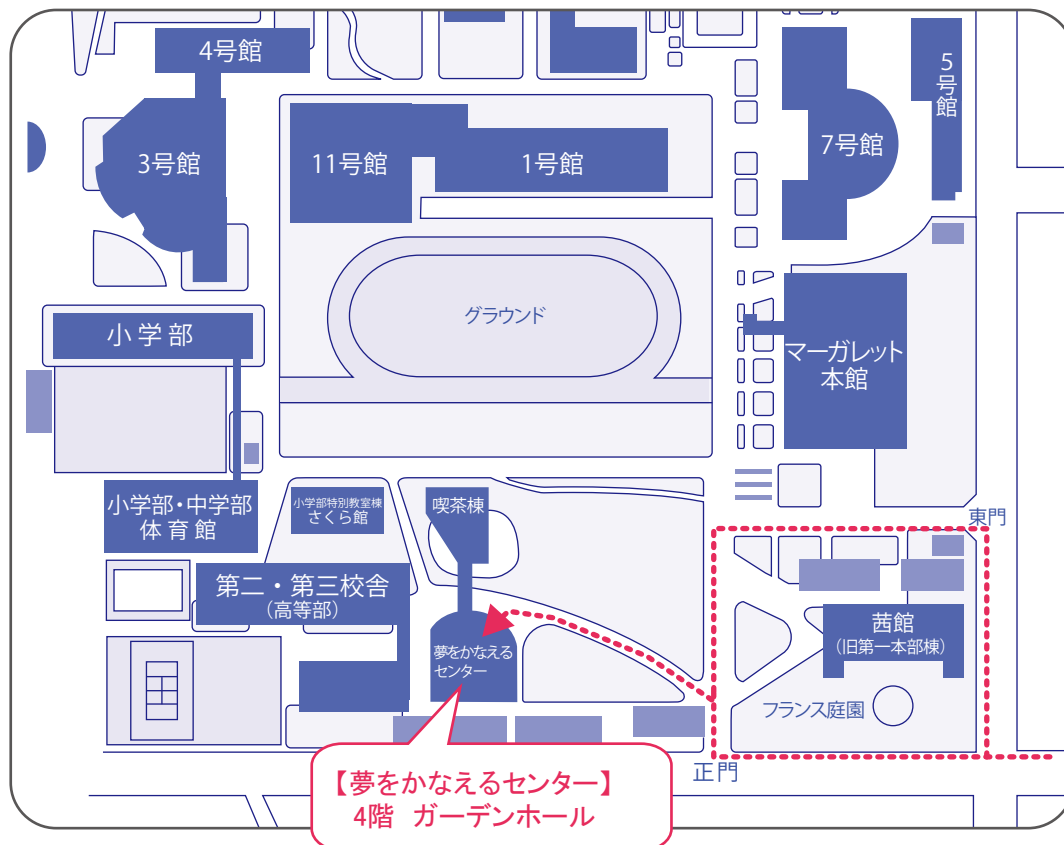 4号館
5号館
3号館
11号館
1号館
7号館
グラウンド
小学部
マーガレット
本館
小学部・中学部
体育館
小学部特別教室棟
さくら館
喫茶棟
東門
第二・第三校舎
(高等部)
茜館
(旧第一本部棟)
夢をかなえる
センター
フランス庭園
正門
【夢をかなえるセンター】
4階 ガーデンホール